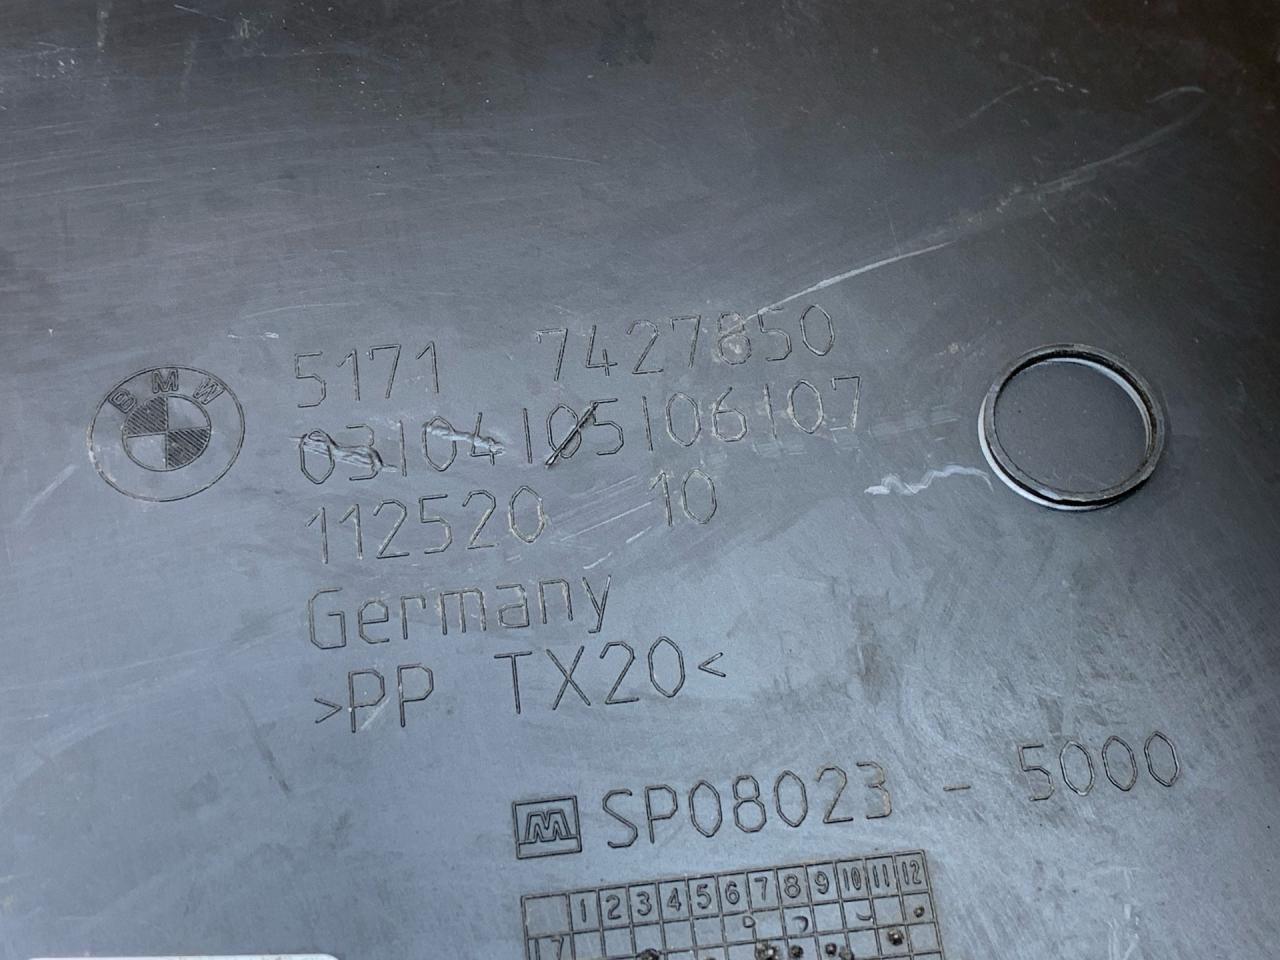 BMW
5171 7427850
03104105106107
112520 10
Germany
>PP TX20<
M SP08023 - 5000
1 2 3 4 5 6 7 8 9 10 11 12
17